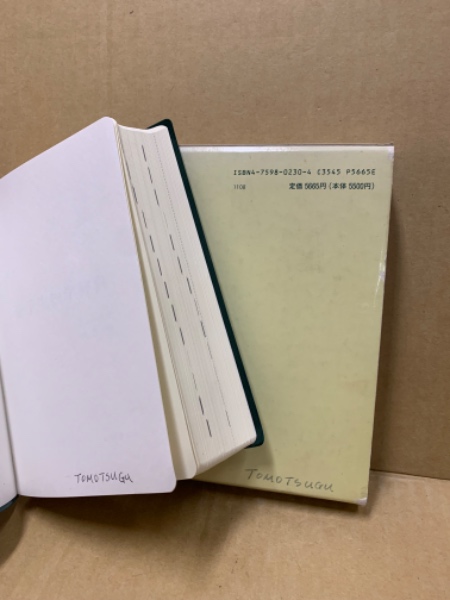 ISBN4-7598-0230-4 C3545 P5665E
1108
定価5665円(本体5500円)
TOMOTSUGU
TOMOTSUGU